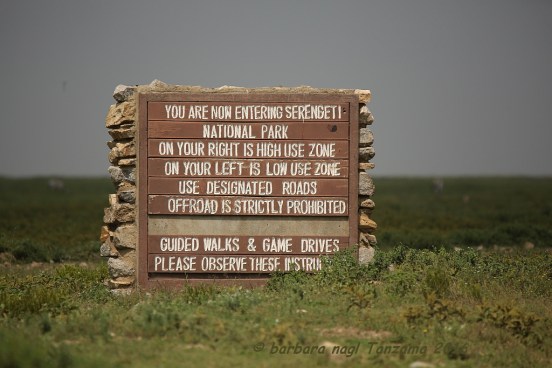 YOU ARE NOW ENTERING SERENGETI
NATIONAL PARK
ON YOUR RIGHT IS HIGH USE ZONE
ON YOUR LEFT IS LOW USE ZONE
USE DESIGNATED ROADS
OFFROAD IS STRICTLY PROHIBITED
GUIDED WALKS & GAME DRIVES
PLEASE OBSERVE THESE INSTRU
© barbara nagl Tanzania